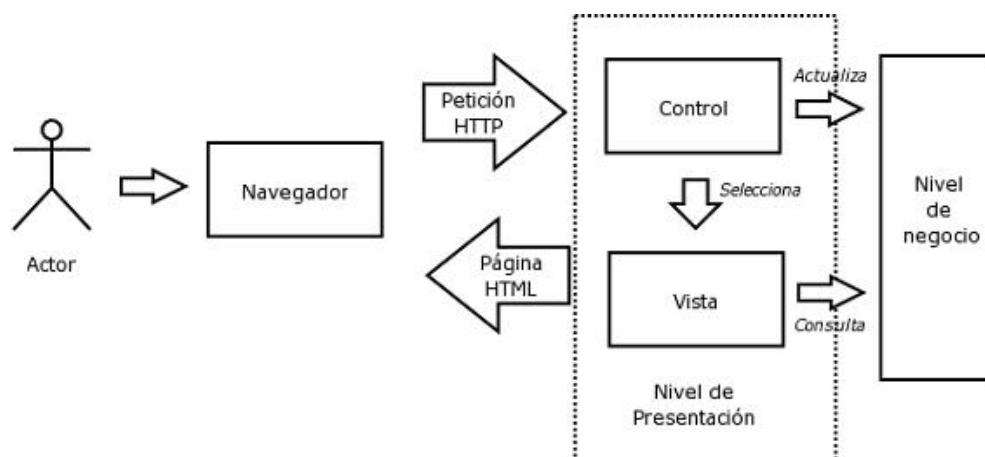 Actor
Navegador
Petición
HTTP
Página
HTML
Control
Actualiza
Selecciona
Vista
Consulta
Nivel de
Presentación
Nivel
de
negocio